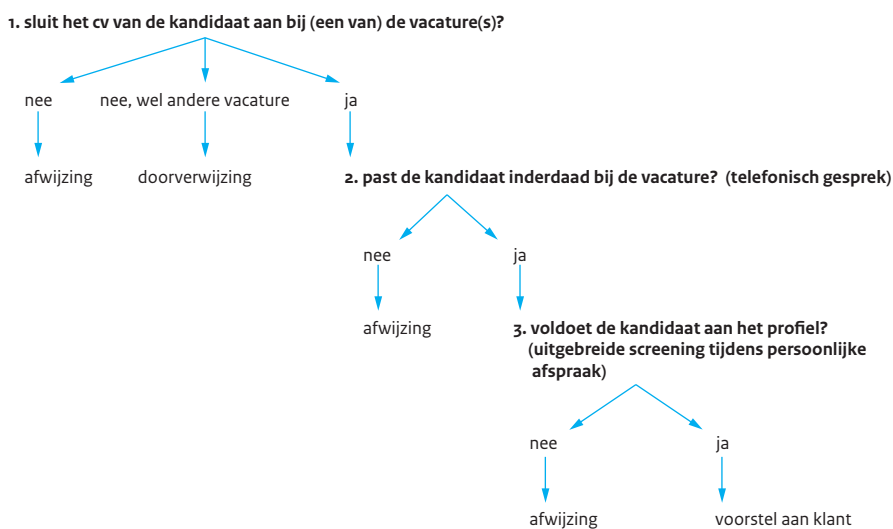 1. sluit het cv van de kandidaat aan bij (een van) de vacature(s)?
nee
nee, wel andere vacature
ja
afwijzing
doorverwijzing
2. past de kandidaat inderdaad bij de vacature? (telefonisch gesprek)
nee
ja
afwijzing
3. voldoet de kandidaat aan het profiel?
(uitgebreide screening tijdens persoonlijke
afspraak)
nee
ja
afwijzing
voorstel aan klant